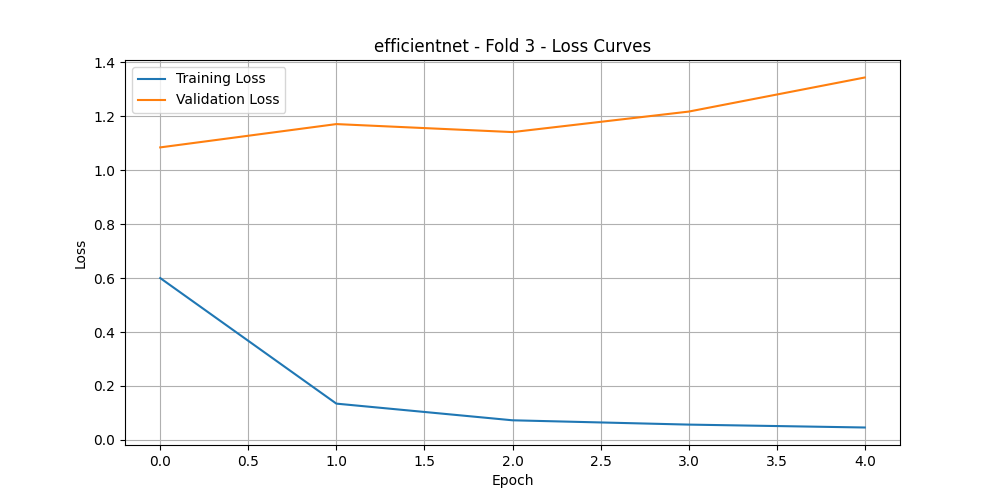 efficientnet - Fold 3 - Loss Curves
Training Loss
Validation Loss
Loss
1.4
1.2
1.0
0.8
0.6
0.4
0.2
0.0
0.0 0.5 1.0 1.5 2.0 2.5 3.0 3.5 4.0
Epoch